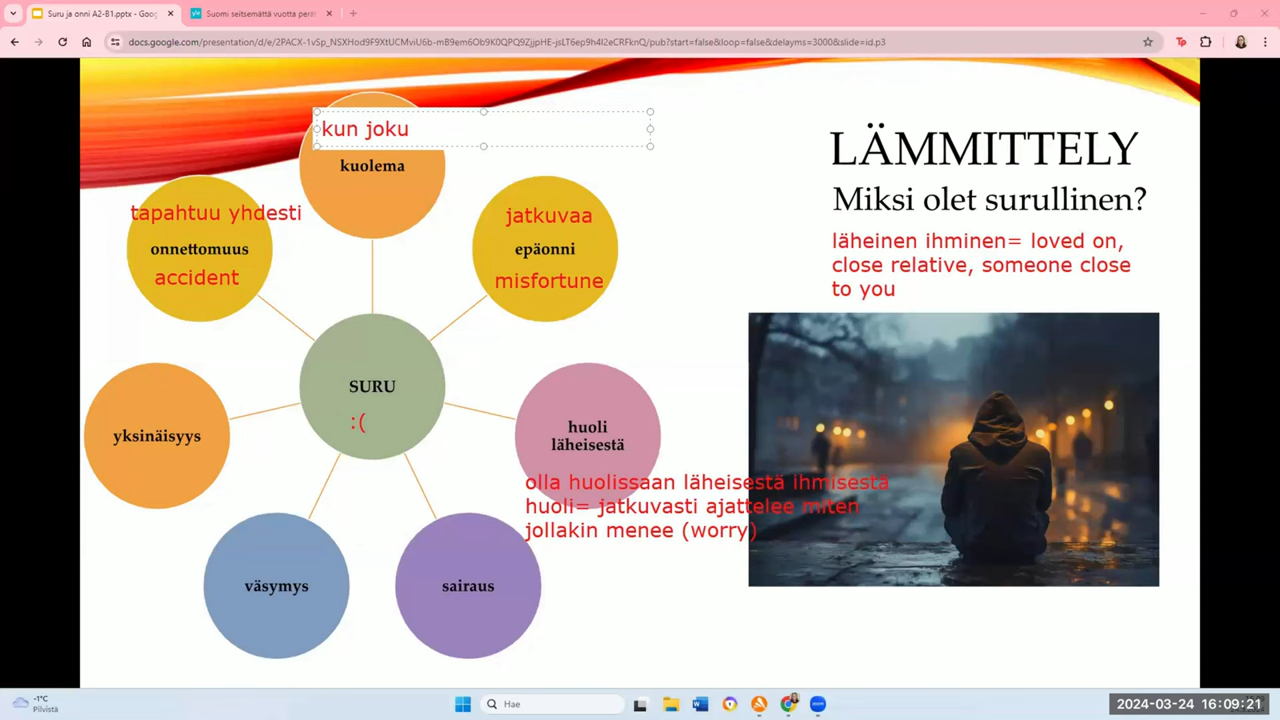 Suru ja onni A2-B1.pptx - Goog
yle
Suomi seitsemättä vuotta perät
docs.google.com/presentation/d/e/2PACX-1vSp_NSXHod9F9XtUCMviU6b-mB9em6Ob9K0QPQ9ZjjpHE-jsLT6ep9h4l2eCRFknQ/pub?start=false&loop=false&delayms=3000&slide=id.p3
kun joku
kuolema
tapahtuu yhdesti
onnettomuus
accident
jatkuvaa
epäonni
misfortune
LÄMMITTELY
Miksi olet surullinen?
läheinen ihminen= loved on,
close relative, someone close
to you
SURU
:(
yksinäisyys
huoli
läheisestä
olla huolissaan läheisestä ihmisestä
huoli= jatkuvasti ajattelee miten
jollakin menee (worry)
väsymys
sairaus
-1°C
Pilvistä
Hae
zoom
2024-03-24 16:09:21